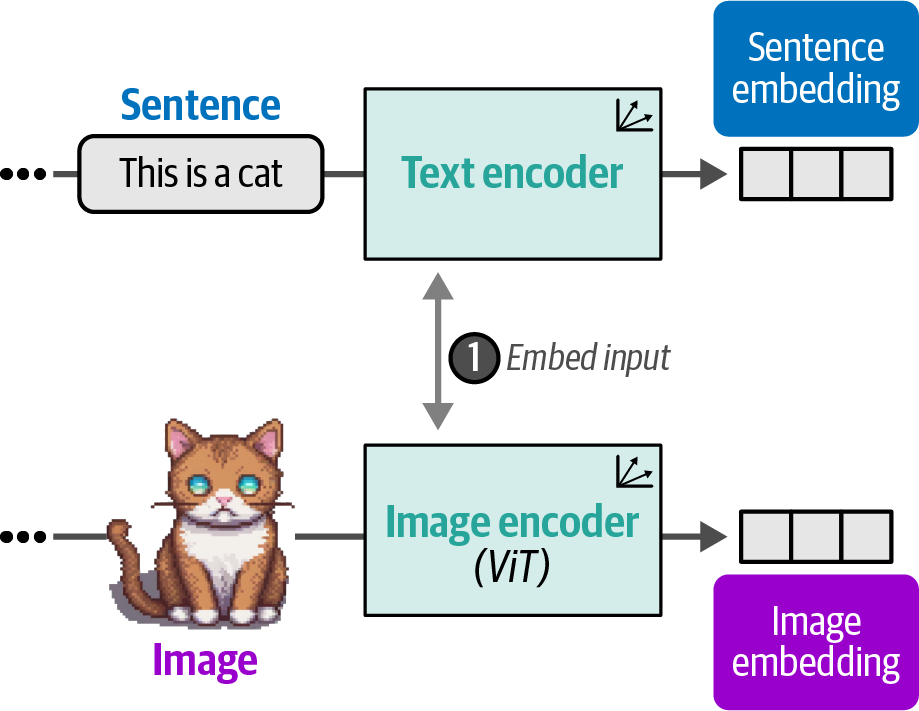 Sentence
embedding
Sentence
This is a cat
Text encoder
1 Embed input
Image encoder
(ViT)
Image
Image
embedding